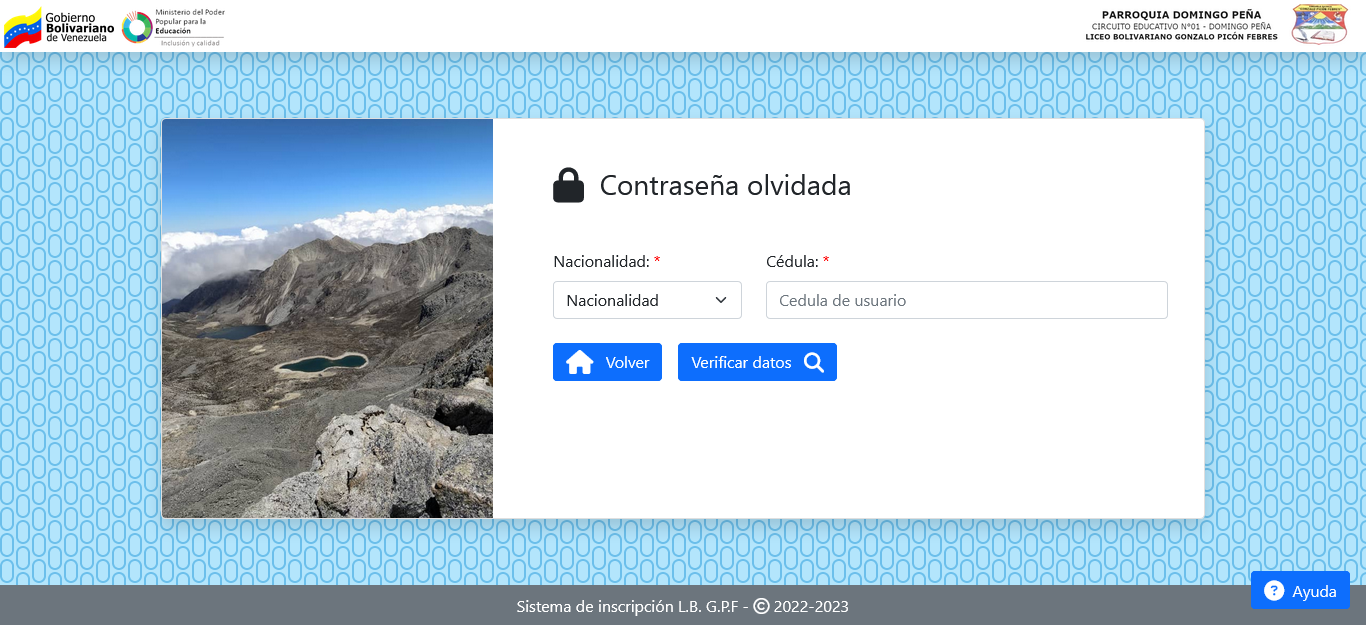 Gobierno
Bolivariano
de Venezuela
Ministerio del Poder
Popular para la
Educación
Inclusión y calidad
PARROQUIA DOMINGO PEÑA
CIRCUITO EDUCATIVO Nº01 - DOMINGO PEÑA
LICEO BOLIVARIANO GONZALO PICÓN FEBRES
Contraseña olvidada
Nacionalidad: * Cédula: *
Nacionalidad Cedula de usuario
Volver Verificar datos
Ayuda
Sistema de inscripción L.B. G.P.F - © 2022-2023